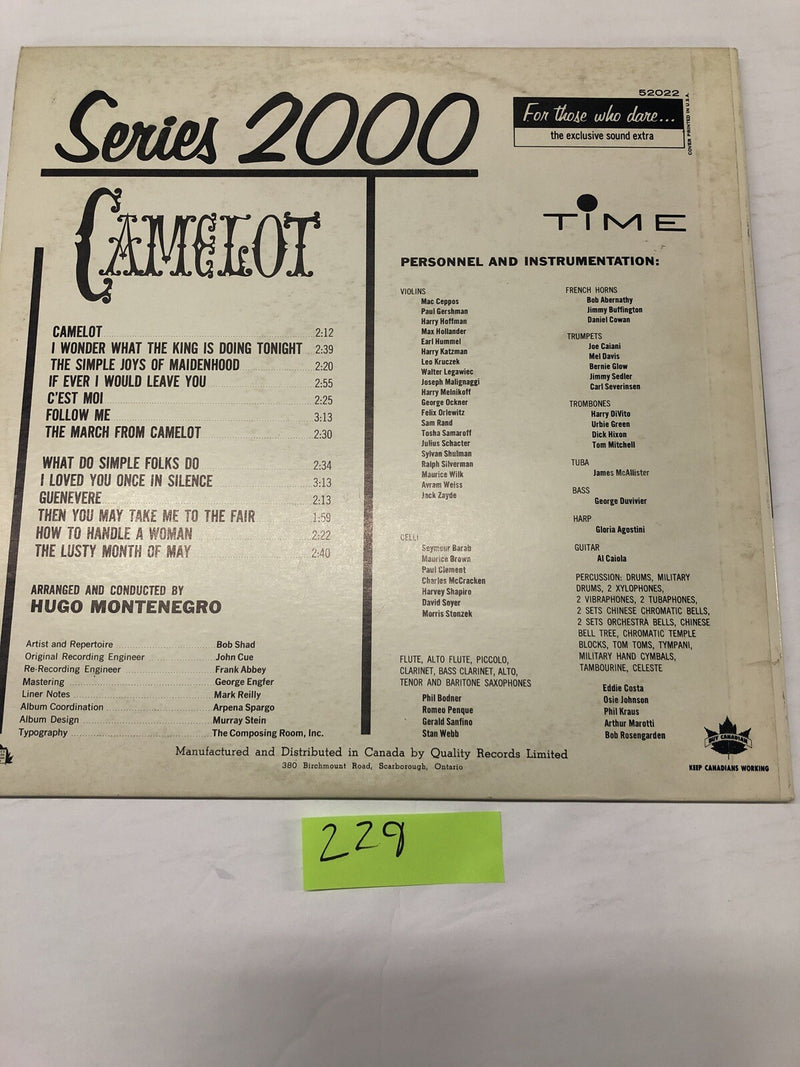 Series 2000
52022
For those who dare...
the exclusive sound extra
COVER PRINTED IN U.S.A.
TIME
CAMELOT
CAMELOT 2:12
I WONDER WHAT THE KING IS DOING TONIGHT 2:39
THE SIMPLE JOYS OF MAIDENHOOD 2:20
IF EVER I WOULD LEAVE YOU 2:55
C'EST MOI 2:25
FOLLOW ME 3:13
THE MARCH FROM CAMELOT 2:30
WHAT DO SIMPLE FOLKS DO 2:34
I LOVED YOU ONCE IN SILENCE 3:13
GUENEVERE 2:13
THEN YOU MAY TAKE ME TO THE FAIR 1:59
HOW TO HANDLE A WOMAN 2:22
THE LUSTY MONTH OF MAY 2:40
ARRANGED AND CONDUCTED BY
HUGO MONTENEGRO
Artist and Repertoire Bob Shad
Original Recording Engineer John Cue
Re-Recording Engineer Frank Abbey
Mastering George Engfer
Liner Notes Mark Reilly
Album Coordination Arpena Spargo
Album Design Murray Stein
Typography The Composing Room, Inc.
PERSONNEL AND INSTRUMENTATION:
VIOLINS
Mac Ceppos
Paul Gershman
Harry Hoffman
Max Hollander
Earl Hummel
Harry Katzman
Leo Kruczek
Walter Legawiec
Joseph Malignaggi
Harry Melnikoff
George Ockner
Felix Orlewitz
Sam Rand
Tosha Samaroff
Julius Schacter
Sylvan Shulman
Ralph Silverman
Maurice Wilk
Avram Weiss
Jack Zayde
CELLI
Seymour Barab
Maurice Brown
Paul Clement
Charles McCracken
Harvey Shapiro
David Soyer
Morris Stonzek
FLUTE, ALTO FLUTE, PICCOLO,
CLARINET, BASS CLARINET, ALTO,
TENOR AND BARITONE SAXOPHONES
Phil Bodner
Romeo Penque
Gerald Sanfino
Stan Webb
FRENCH HORNS
Bob Abernathy
Jimmy Buffington
Daniel Cowan
TRUMPETS
Joe Caiani
Mel Davis
Bernie Glow
Jimmy Sedler
Carl Severinsen
TROMBONES
Harry DiVito
Urbie Green
Dick Hixon
Tom Mitchell
TUBA
James McAllister
BASS
George Duvivier
HARP
Gloria Agostini
GUITAR
Al Caiola
PERCUSSION: DRUMS, MILITARY
DRUMS, 2 XYLOPHONES,
2 VIBRAPHONES, 2 TUBAPHONES,
2 SETS CHINESE CHROMATIC BELLS,
2 SETS ORCHESTRA BELLS, CHINESE
BELL TREE, CHROMATIC TEMPLE
BLOCKS, TOM TOMS, TYMPANI,
MILITARY HAND CYMBALS,
TAMBOURINE, CELESTE
Eddie Costa
Osie Johnson
Phil Kraus
Arthur Marotti
Bob Rosengarden
Manufactured and Distributed in Canada by Quality Records Limited
380 Birchmount Road, Scarborough, Ontario
BUY CANADIAN
KEEP CANADIANS WORKING
229